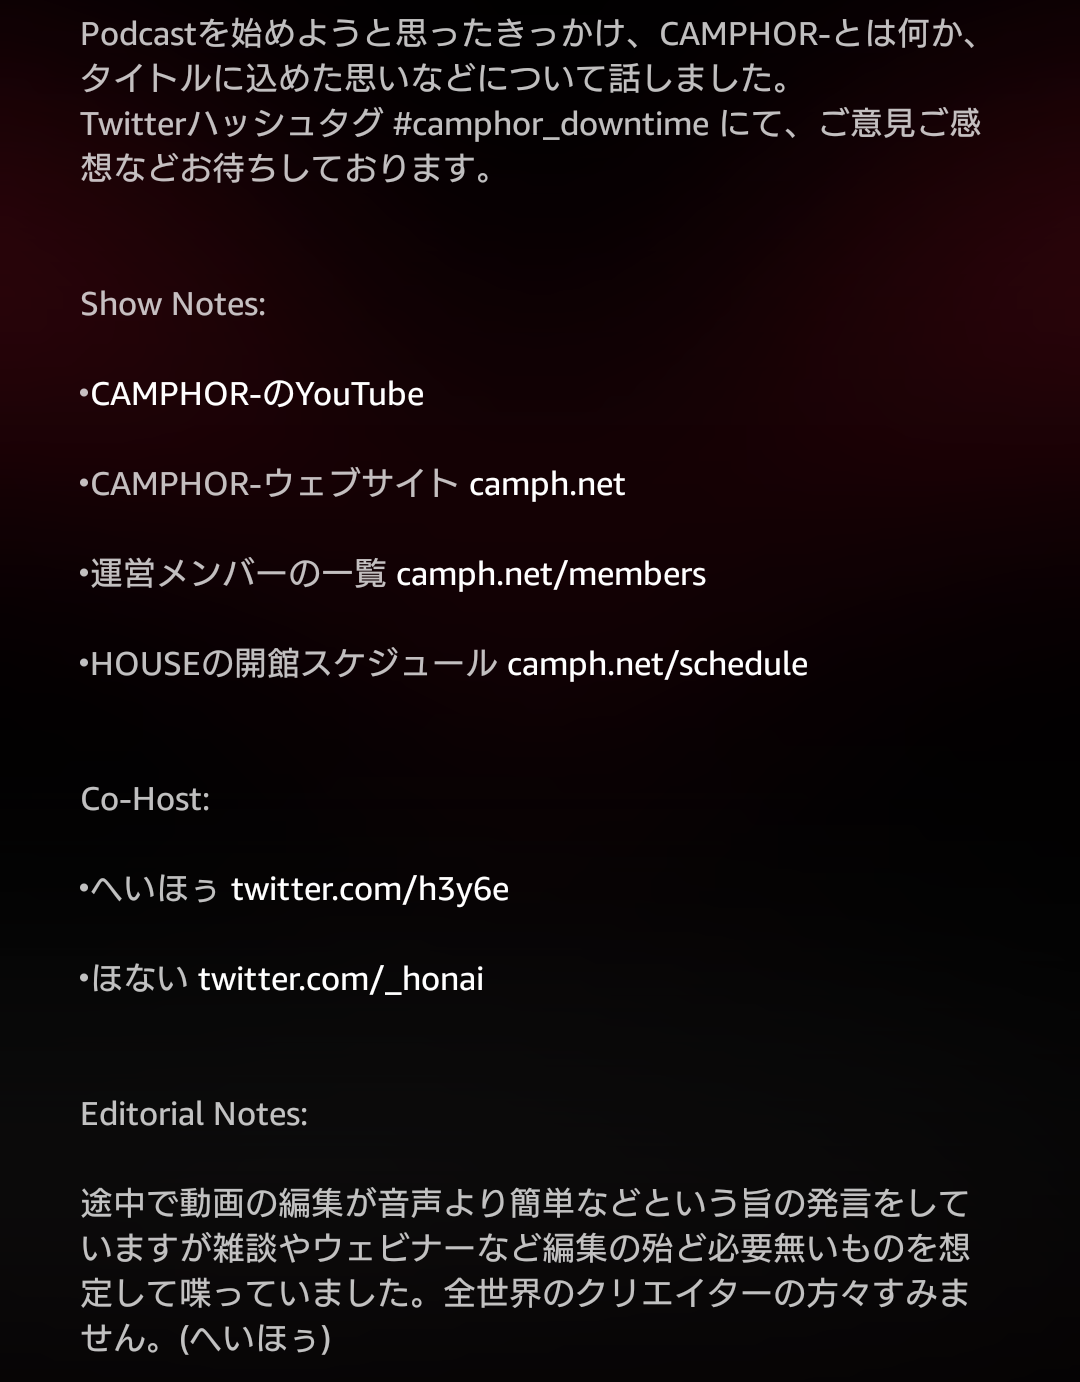 Podcastを始めようと思ったきっかけ、CAMPHOR-とは何か、
タイトルに込めた思いなどについて話しました。
Twitterハッシュタグ #camphor_downtime にて、ご意見ご感
想などお待ちしております。
Show Notes:
•CAMPHOR-のYouTube
•CAMPHOR-ウェブサイト camph.net
•運営メンバーの一覧 camph.net/members
•HOUSEの開館スケジュール camph.net/schedule
Co-Host:
•へいほぅ twitter.com/h3y6e
•ほない twitter.com/_honai
Editorial Notes:
途中で動画の編集が音声より簡単などという旨の発言をして
いますが雑談やウェビナーなど編集の殆ど必要無いものを想
定して喋っていました。全世界のクリエイターの方々すみま
せん。(へいほぅ)